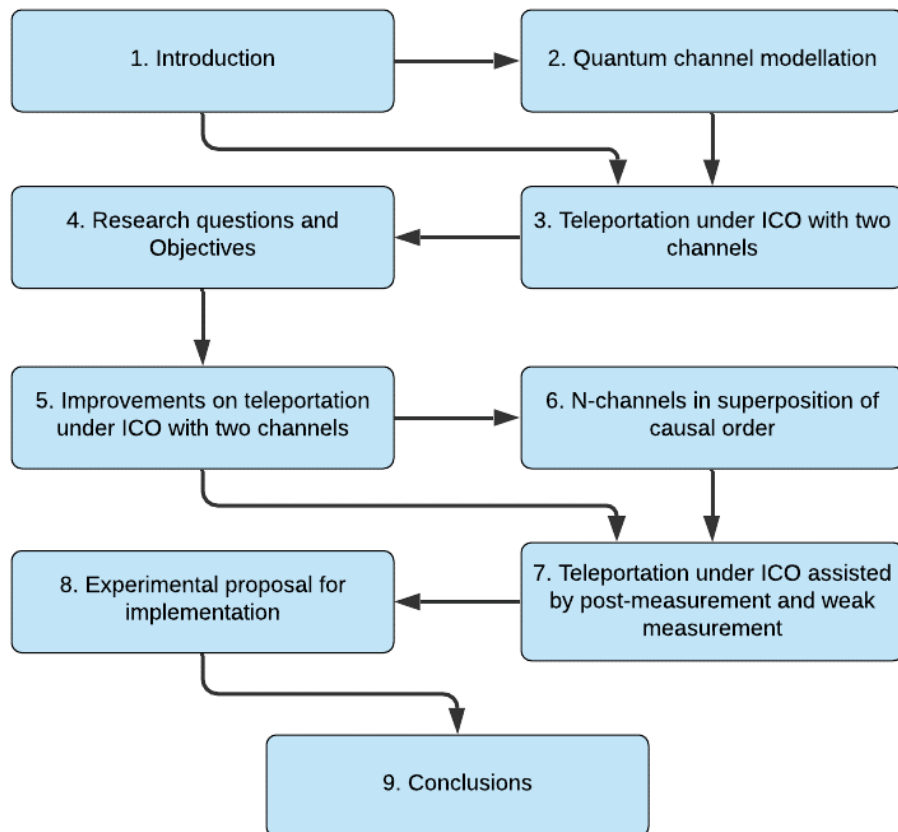 1. Introduction
2. Quantum channel modellation
3. Teleportation under ICO with two
channels
4. Research questions and
Objectives
5. Improvements on teleportation
under ICO with two channels
6. N-channels in superposition of
causal order
7. Teleportation under ICO assisted
by post-measurement and weak
measurement
8. Experimental proposal for
implementation
9. Conclusions